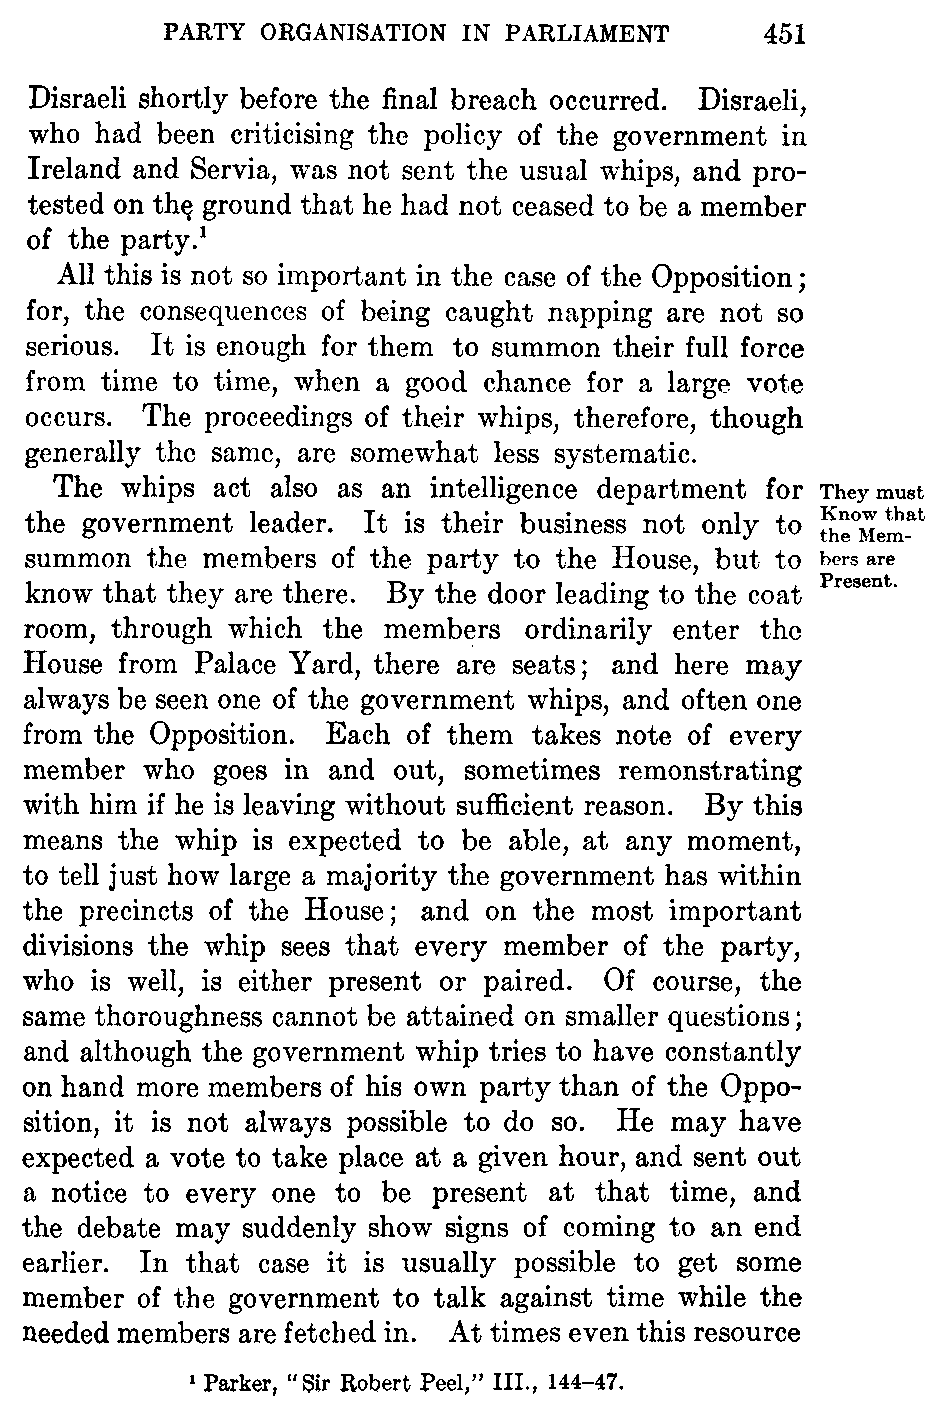 PARTY ORGANISATION IN PARLIAMENT 451
Disraeli shortly before the final breach occurred. Disraeli,
who had been criticising the policy of the government in
Ireland and Servia, was not sent the usual whips, and pro-
tested on the ground that he had not ceased to be a member
of the party.¹
All this is not so important in the case of the Opposition;
for, the consequences of being caught napping are not so
serious. It is enough for them to summon their full force
from time to time, when a good chance for a large vote
occurs. The proceedings of their whips, therefore, though
generally the same, are somewhat less systematic.
The whips act also as an intelligence department for
the government leader. It is their business not only to
summon the members of the party to the House, but to
know that they are there. By the door leading to the coat
room, through which the members ordinarily enter the
House from Palace Yard, there are seats; and here may
always be seen one of the government whips, and often one
from the Opposition. Each of them takes note of every
member who goes in and out, sometimes remonstrating
with him if he is leaving without sufficient reason. By this
means the whip is expected to be able, at any moment,
to tell just how large a majority the government has within
the precincts of the House; and on the most important
divisions the whip sees that every member of the party,
who is well, is either present or paired. Of course, the
same thoroughness cannot be attained on smaller questions;
and although the government whip tries to have constantly
on hand more members of his own party than of the Oppo-
sition, it is not always possible to do so. He may have
expected a vote to take place at a given hour, and sent out
a notice to every one to be present at that time, and
the debate may suddenly show signs of coming to an end
earlier. In that case it is usually possible to get some
member of the government to talk against time while the
needed members are fetched in. At times even this resource
They must
Know that
the Mem-
bers are
Present.
¹ Parker, "Sir Robert Peel," III., 144–47.